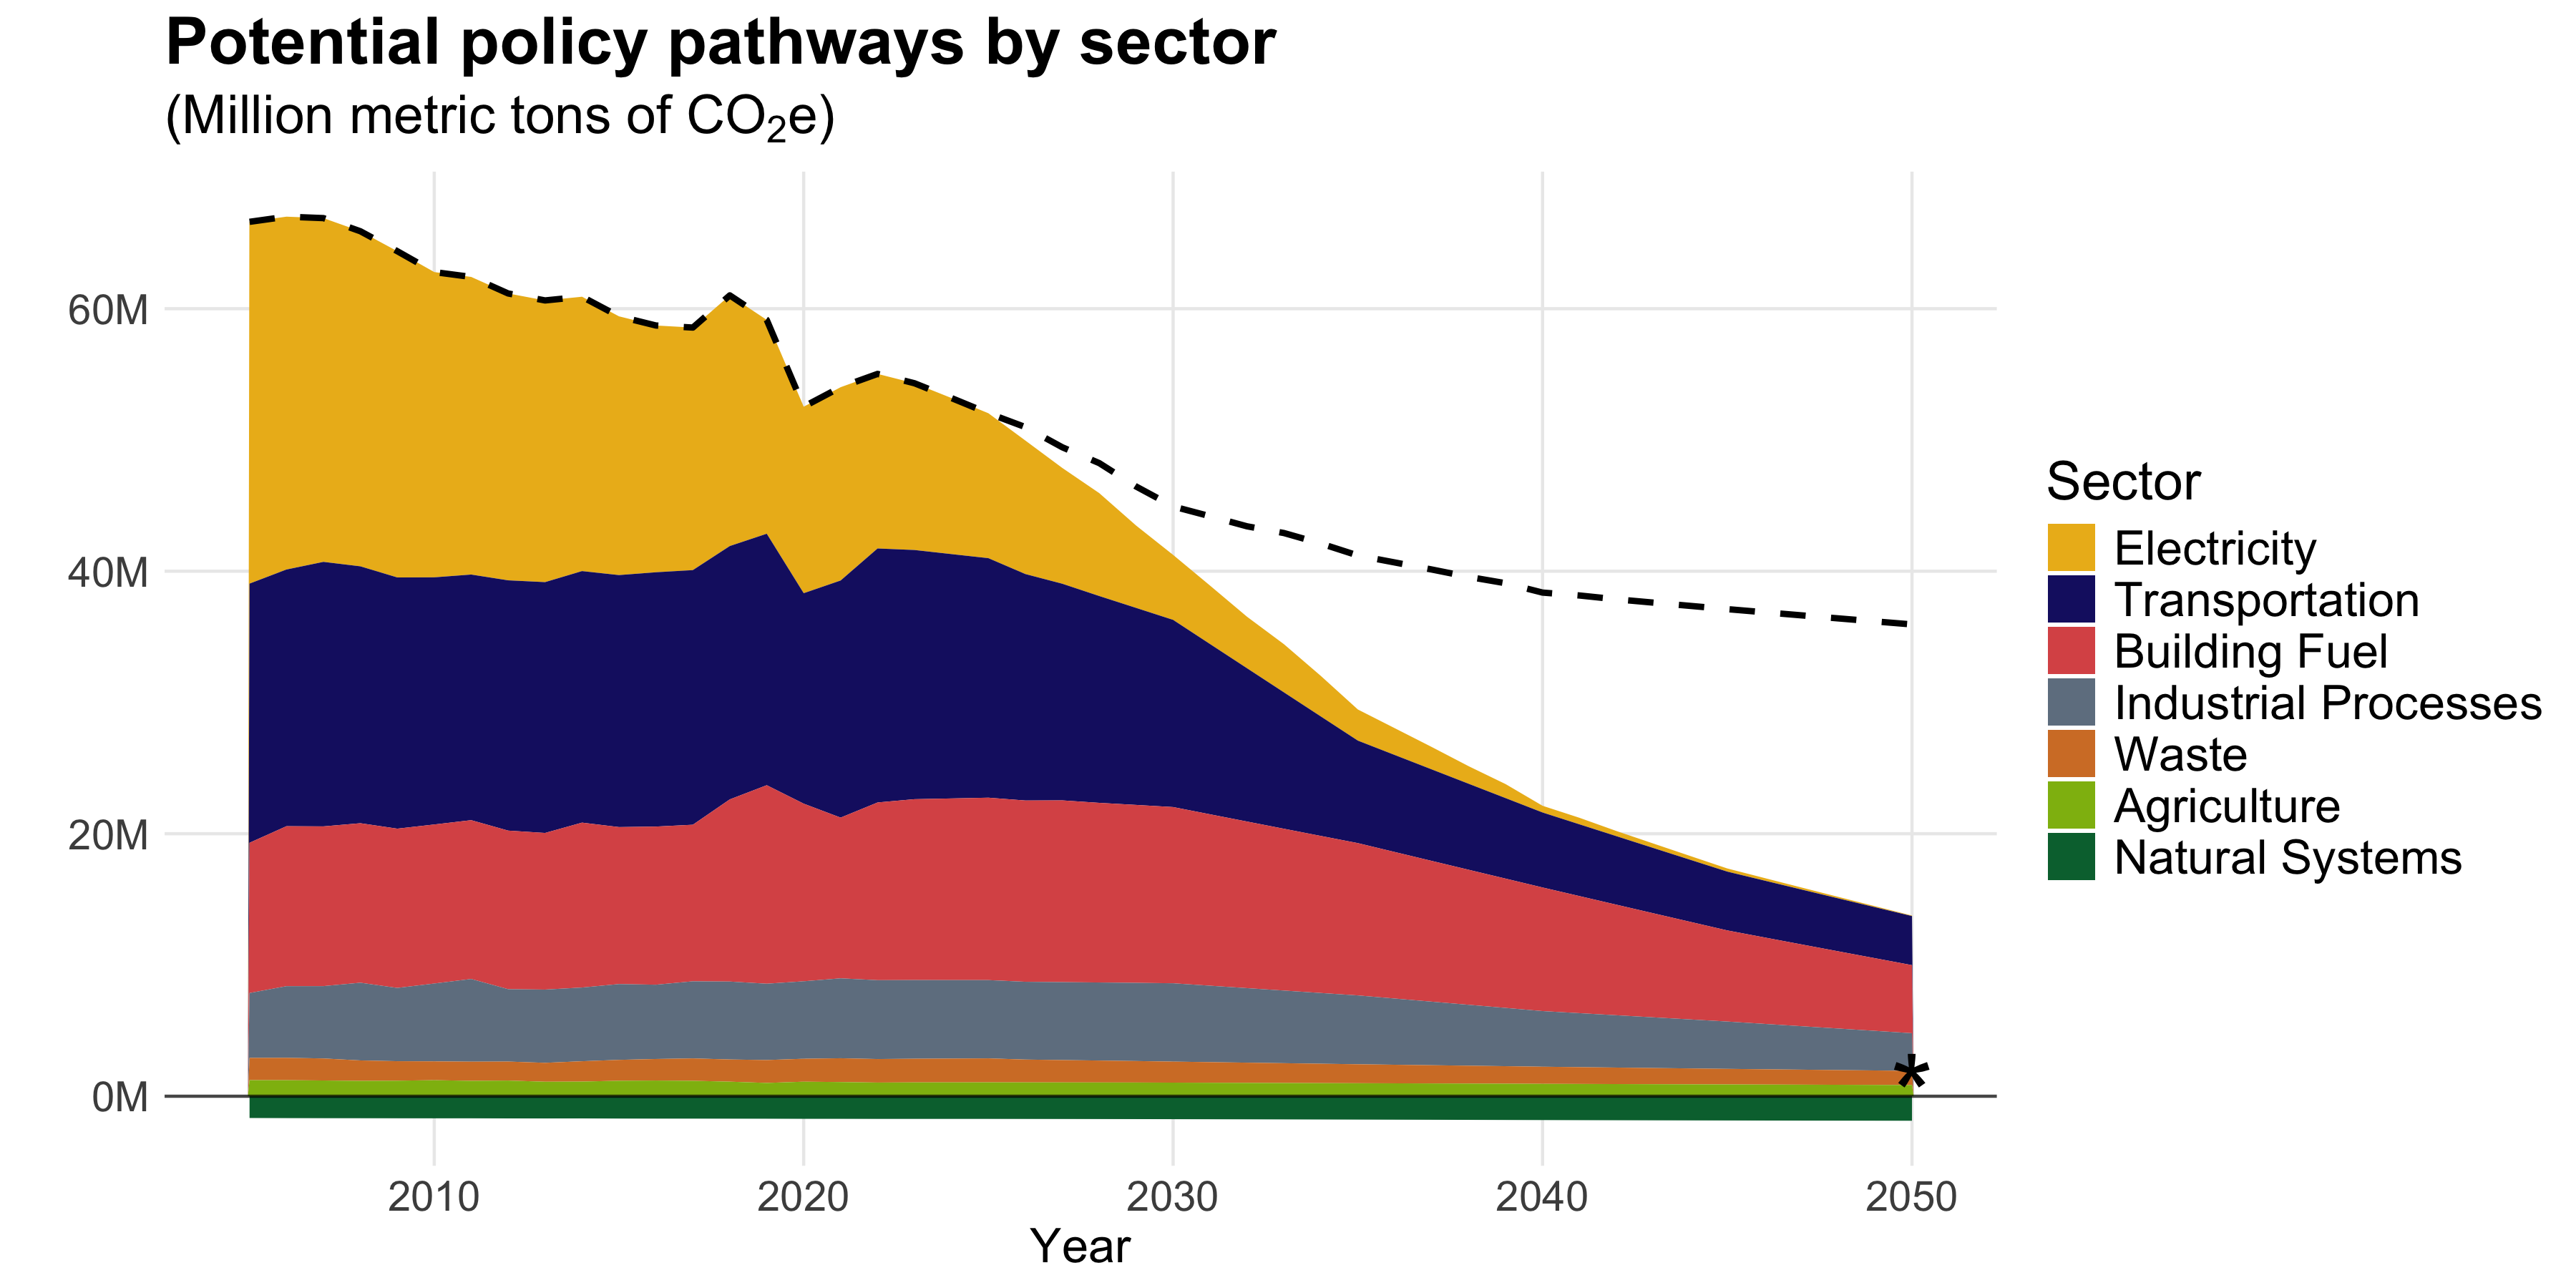 Potential policy pathways by sector
(Million metric tons of CO₂e)
60M
40M
20M
0M
2010
2020
2030
2040
2050
Year
*
Sector
Electricity
Transportation
Building Fuel
Industrial Processes
Waste
Agriculture
Natural Systems